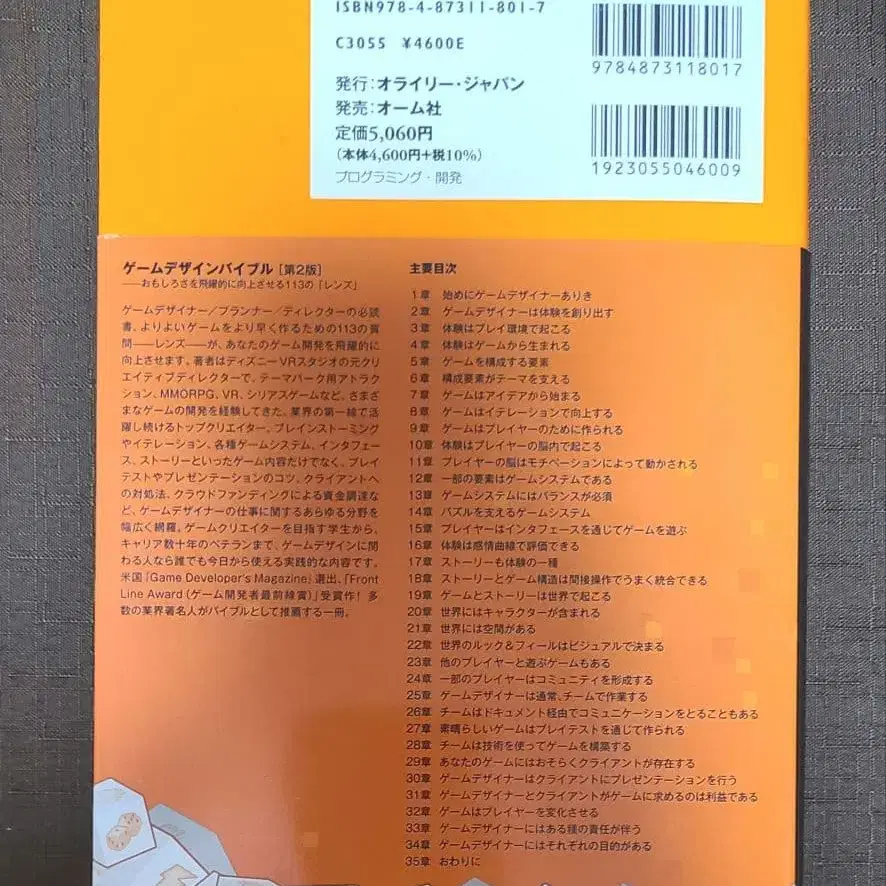 ISBN978-4-87311-801-7
C3055 ¥4600E
発行:オライリー・ジャパン
発売:オーム社
定価5,060円
(本体4,600円+税10%)
プログラミング・開発
9784873118017
1923055046009
ゲームデザインバイブル [第2版]
——おもしろさを飛躍的に向上させる113の「レンズ」
ゲームデザイナー/プランナー/ディレクターの必読
書、よりよいゲームをより早く作るための113の質
問——レンズ——が、あなたのゲーム開発を飛躍的に
向上させます。著者はディズニーVRスタジオの元クリ
エイティブディレクターで、テーマパーク用アトラク
ション、MMORPG、VR、シリアスゲームなど、さまざ
まなゲームの開発を経験してきた。業界の第一線で活
躍し続けるトップクリエイター。ブレインストーミング
やイテレーション、各種ゲームシステム、インタフェー
ス、ストーリーといったゲーム内容だけでなく、プレイ
テストやプレゼンテーションのコツ、クライアントへ
の対処法、クラウドファンディングによる資金調達な
ど、ゲームデザイナーの仕事に関するあらゆる分野を
幅広く網羅。ゲームクリエイターを目指す学生から、
キャリア数十年のベテランまで、ゲームデザインに関
わる人なら誰でも今日から使える実践的な内容です。
米国『Game Developer's Magazine』選出、「Front
Line Award(ゲーム開発者最前線賞)」受賞作! 多
数の業界著名人がバイブルとして推薦する一冊。
主要目次
1章 始めにゲームデザイナーありき
2章 ゲームデザイナーは体験を創り出す
3章 体験はプレイ環境で起こる
4章 体験はゲームから生まれる
5章 ゲームを構成する要素
6章 構成要素がテーマを支える
7章 ゲームはアイデアから始まる
8章 ゲームはイテレーションで向上する
9章 ゲームはプレイヤーのために作られる
10章 体験はプレイヤーの脳内で起こる
11章 プレイヤーの脳はモチベーションによって動かされる
12章 一部の要素はゲームシステムである
13章 ゲームシステムにはバランスが必須
14章 パズルを支えるゲームシステム
15章 プレイヤーはインタフェースを通じてゲームを遊ぶ
16章 体験は感情曲線で評価できる
17章 ストーリーも体験の一種
18章 ストーリーとゲーム構造は間接操作でうまく統合できる
19章 ゲームとストーリーは世界で起こる
20章 世界にはキャラクターが含まれる
21章 世界には空間がある
22章 世界のルック&フィールはビジュアルで決まる
23章 他のプレイヤーと遊ぶゲームもある
24章 一部のプレイヤーはコミュニティを形成する
25章 ゲームデザイナーは通常、チームで作業する
26章 チームはドキュメント経由でコミュニケーションをとることもある
27章 素晴らしいゲームはプレイテストを通じて作られる
28章 チームは技術を使ってゲームを構築する
29章 あなたのゲームにはおそらくクライアントが存在する
30章 ゲームデザイナーはクライアントにプレゼンテーションを行う
31章 ゲームデザイナーとクライアントがゲームに求めるのは利益である
32章 ゲームはプレイヤーを変化させる
33章 ゲームデザイナーにはある種の責任が伴う
34章 ゲームデザイナーにはそれぞれの目的がある
35章 おわりに